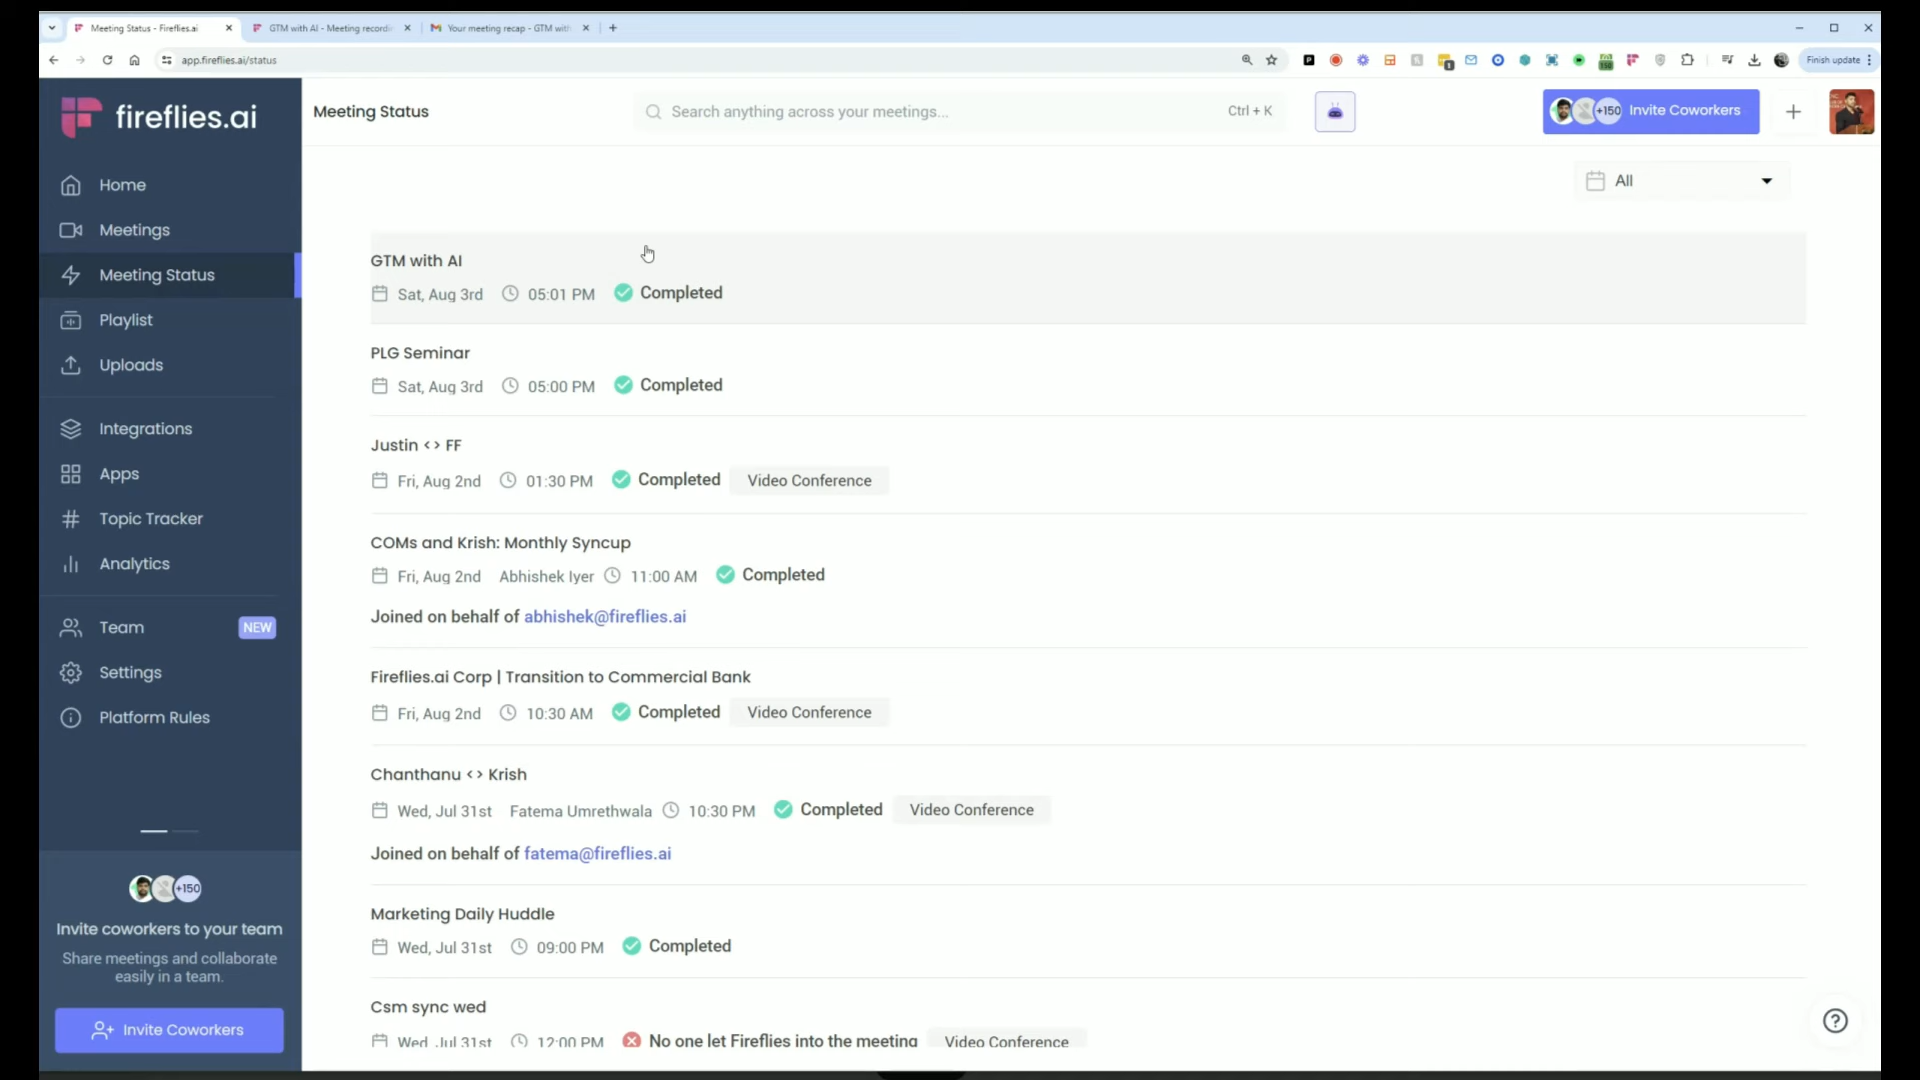 Meeting Status - Fireflies.ai
GTM with AI - Meeting recordi
Your meeting recap - GTM with
app.fireflies.ai/status
Finish update
fireflies.ai
Meeting Status
Search anything across your meetings...
Ctrl + K
+150
Invite Coworkers
Home
Meetings
Meeting Status
Playlist
Uploads
Integrations
Apps
Topic Tracker
Analytics
Team
NEW
Settings
Platform Rules
+150
Invite coworkers to your team
Share meetings and collaborate
easily in a team.
Invite Coworkers
All
GTM with AI
Sat, Aug 3rd 05:01 PM Completed
PLG Seminar
Sat, Aug 3rd 05:00 PM Completed
Justin <> FF
Fri, Aug 2nd 01:30 PM Completed Video Conference
COMs and Krish: Monthly Syncup
Fri, Aug 2nd Abhishek Iyer 11:00 AM Completed
Joined on behalf of abhishek@fireflies.ai
Fireflies.ai Corp | Transition to Commercial Bank
Fri, Aug 2nd 10:30 AM Completed Video Conference
Chanthanu <> Krish
Wed, Jul 31st Fatema Umrethwala 10:30 PM Completed Video Conference
Joined on behalf of fatema@fireflies.ai
Marketing Daily Huddle
Wed, Jul 31st 09:00 PM Completed
Csm sync wed
Wed, Jul 31st 12:00 PM No one let Fireflies into the meeting Video Conference